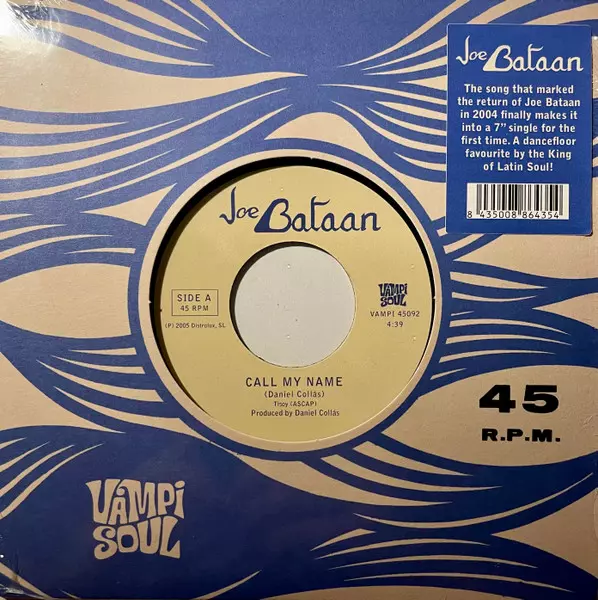 Joe Bataan
The song that marked
the return of Joe Bataan
in 2004 finally makes it
into a 7" single for the
first time. A dancefloor
favourite by the King
of Latin Soul!
8 435008 864354
Joe Bataan
SIDE A
45 RPM
(P) 2005 Distrolux, SL
VAMPI
SOUL
VAMPI 45092
4:39
CALL MY NAME
(Daniel Collás)
Tisoy (ASCAP)
Produced by Daniel Collás
45
R.P.M.
VAMPI
SOUL